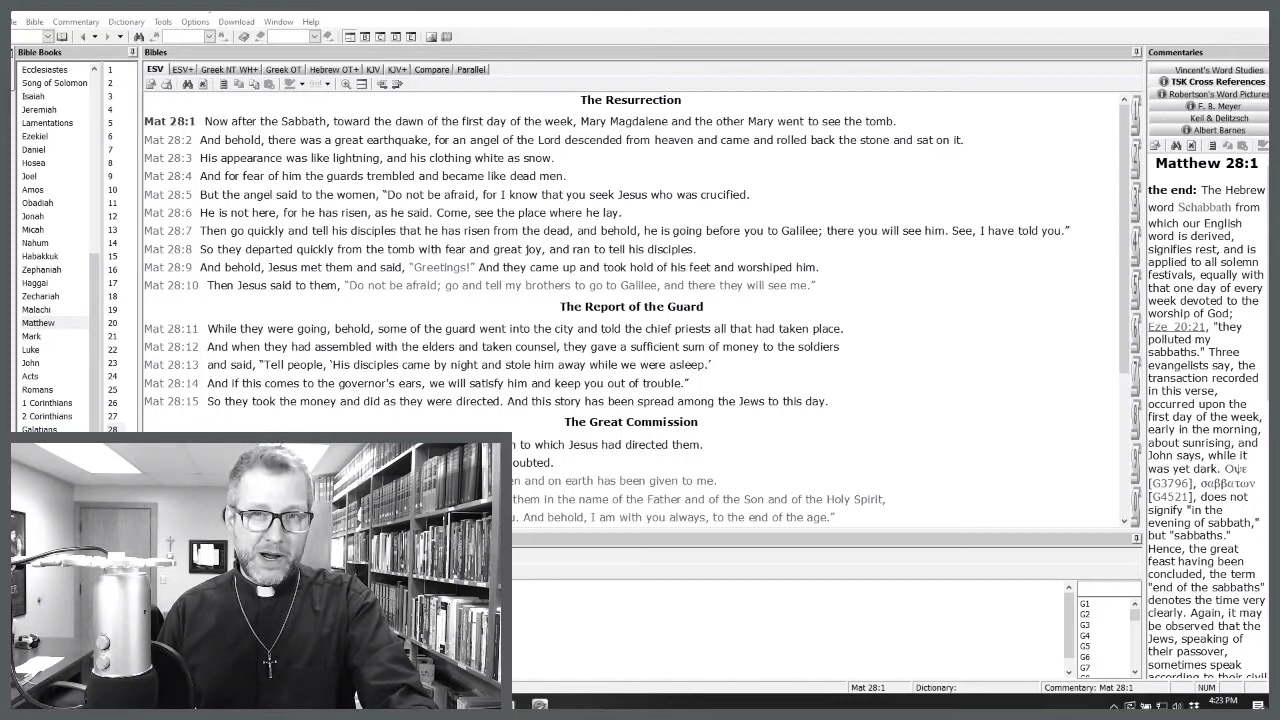 Bible Commentary Dictionary Tools Options Download Window Help
Bible Books
Ecclesiastes
Song of Solomon
Isaiah
Jeremiah
Lamentations
Ezekiel
Daniel
Hosea
Joel
Amos
Obadiah
Jonah
Micah
Nahum
Habakkuk
Zephaniah
Haggai
Zechariah
Malachi
Matthew
Mark
Luke
John
Acts
Romans
1 Corinthians
2 Corinthians
Galatians
1
2
3
4
5
6
7
8
9
10
11
12
13
14
15
16
17
18
19
20
21
22
23
24
25
26
27
28
Bibles
ESV ESV+ Greek NT WH+ Greek OT Hebrew OT+ KJV KJV+ Compare Parallel
The Resurrection
Mat 28:1 Now after the Sabbath, toward the dawn of the first day of the week, Mary Magdalene and the other Mary went to see the tomb.
Mat 28:2 And behold, there was a great earthquake, for an angel of the Lord descended from heaven and came and rolled back the stone and sat on it.
Mat 28:3 His appearance was like lightning, and his clothing white as snow.
Mat 28:4 And for fear of him the guards trembled and became like dead men.
Mat 28:5 But the angel said to the women, “Do not be afraid, for I know that you seek Jesus who was crucified.
Mat 28:6 He is not here, for he has risen, as he said. Come, see the place where he lay.
Mat 28:7 Then go quickly and tell his disciples that he has risen from the dead, and behold, he is going before you to Galilee; there you will see him. See, I have told you.”
Mat 28:8 So they departed quickly from the tomb with fear and great joy, and ran to tell his disciples.
Mat 28:9 And behold, Jesus met them and said, “Greetings!” And they came up and took hold of his feet and worshiped him.
Mat 28:10 Then Jesus said to them, “Do not be afraid; go and tell my brothers to go to Galilee, and there they will see me.”
The Report of the Guard
Mat 28:11 While they were going, behold, some of the guard went into the city and told the chief priests all that had taken place.
Mat 28:12 And when they had assembled with the elders and taken counsel, they gave a sufficient sum of money to the soldiers
Mat 28:13 and said, “Tell people, ‘His disciples came by night and stole him away while we were asleep.’
Mat 28:14 And if this comes to the governor's ears, we will satisfy him and keep you out of trouble.”
Mat 28:15 So they took the money and did as they were directed. And this story has been spread among the Jews to this day.
The Great Commission
to which Jesus had directed them.
oubted.
en and on earth has been given to me.
them in the name of the Father and of the Son and of the Holy Spirit,
u. And behold, I am with you always, to the end of the age.”
G1
G2
G3
G4
G5
G6
G7
Commentaries
Vincent's Word Studies
TSK Cross References
Robertson's Word Pictures
F. B. Meyer
Keil & Delitzsch
Albert Barnes
Matthew 28:1
the end: The Hebrew
word Schabbath from
which our English
word is derived,
signifies rest, and is
applied to all solemn
festivals, equally with
that one day of every
week devoted to the
worship of God;
Eze_20:21, "they
polluted my
sabbaths." Three
evangelists say, the
transaction recorded
in this verse,
occurred upon the
first day of the week,
early in the morning,
about sunrising, and
John says, while it
was yet dark. Οψε
[G3796], σαββατων
[G4521], does not
signify "in the
evening of sabbath,"
but "sabbaths."
Hence, the great
feast having been
concluded, the term
"end of the sabbaths"
denotes the time very
clearly. Again, it may
be observed that the
Jews, speaking of
their passover,
sometimes speak
according to their civil
Mat 28:1 Dictionary: Commentary: Mat 28:1 NUM
4:23 PM